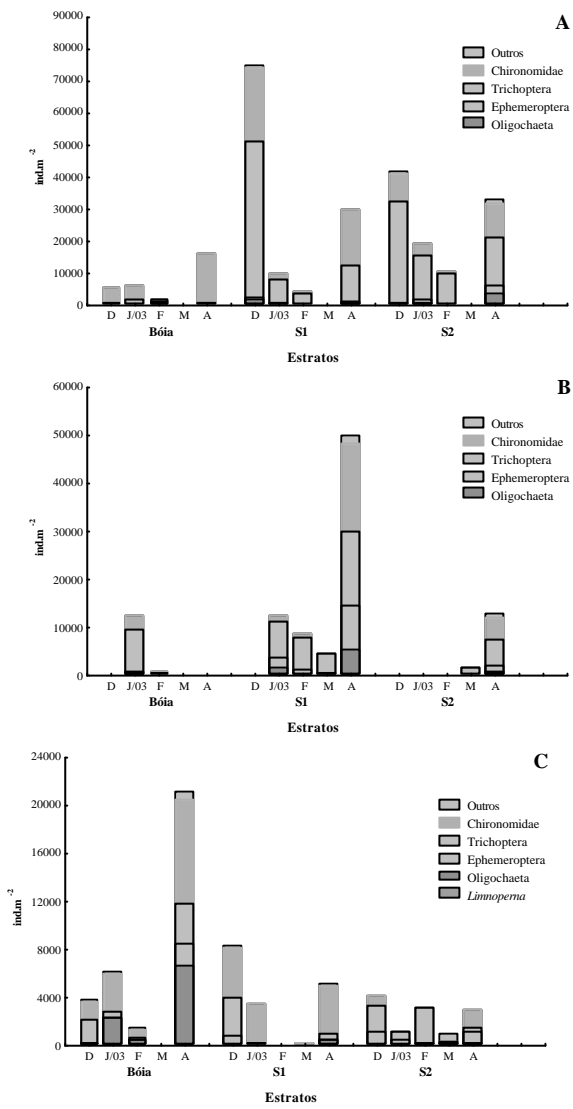 A
90000
80000
70000
60000
50000
40000
30000
20000
10000
0
ind.m-2
Outros
Chironomidae
Trichoptera
Ephemeroptera
Oligochaeta
D J/03 F M A D J/03 F M A D J/03 F M A
Bóia S1 S2
Estratos
B
60000
50000
40000
30000
20000
10000
0
ind.m-2
Outros
Chironomidae
Trichoptera
Ephemeroptera
Oligochaeta
D J/03 F M A D J/03 F M A D J/03 F M A
Bóia S1 S2
Estratos
C
24000
20000
16000
12000
8000
4000
0
ind.m-2
Outros
Chironomidae
Trichoptera
Ephemeroptera
Oligochaeta
Limnoperna
D J/03 F M A D J/03 F M A D J/03 F M A
Bóia S1 S2
Estratos